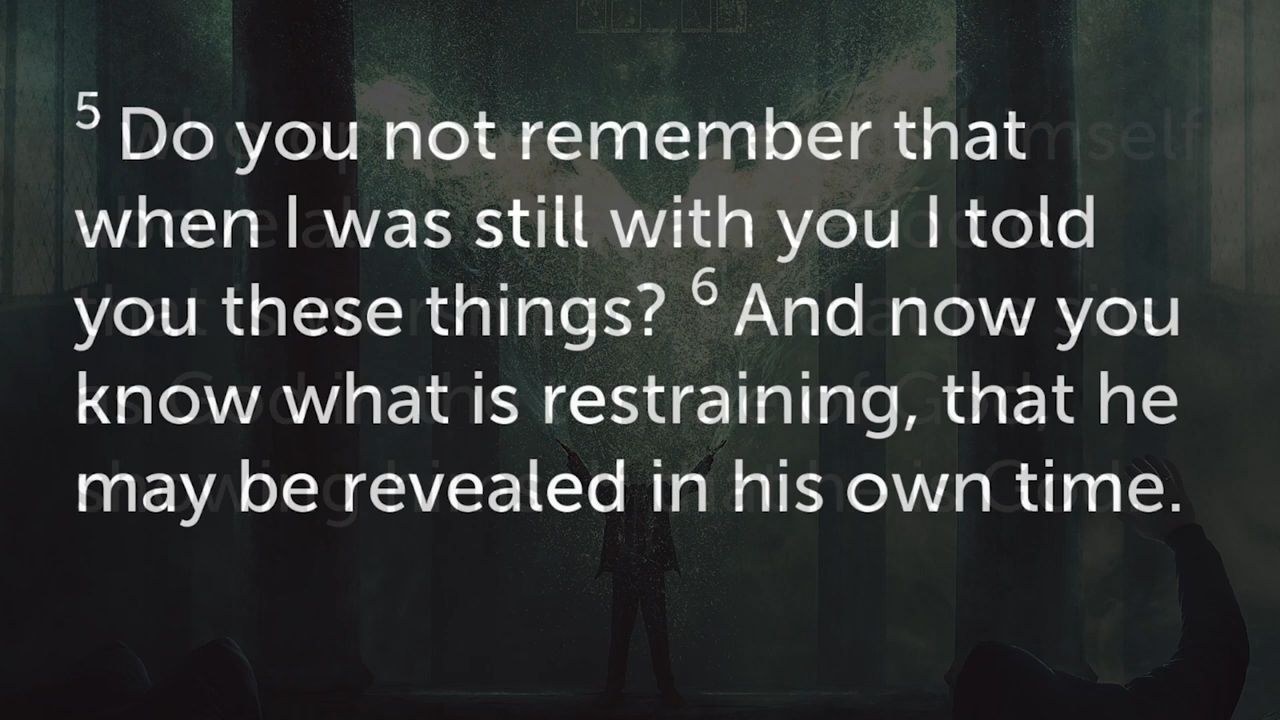 5 Do you not remember that
when I was still with you I told
you these things? 6 And now you
know what is restraining, that he
may be revealed in his own time.